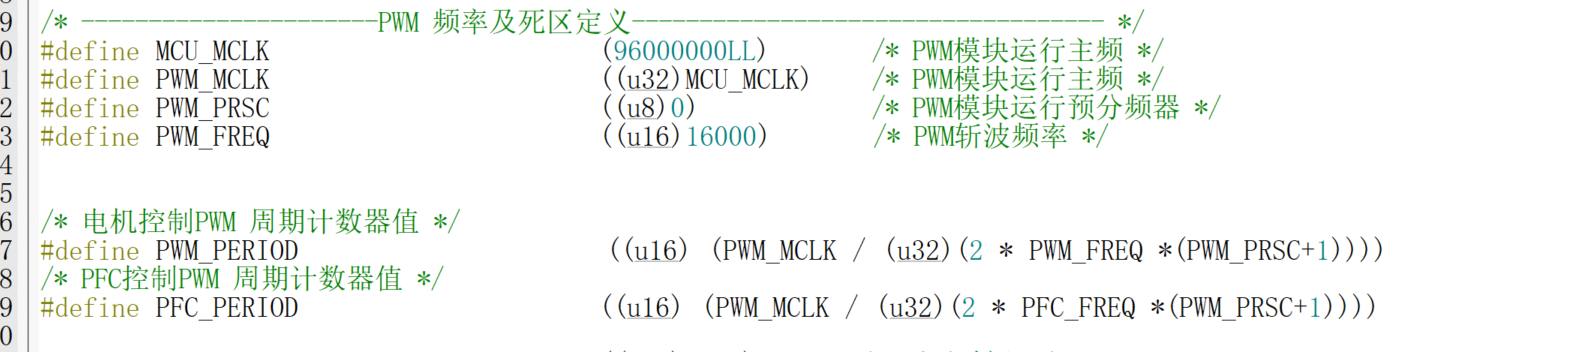 9 /* ----------------------PWM 频率及死区定义----------------------------------- */
0 #define MCU_MCLK (96000000LL) /* PWM模块运行主频 */
1 #define PWM_MCLK ((u32)MCU_MCLK) /* PWM模块运行主频 */
2 #define PWM_PRSC ((u8)0) /* PWM模块运行预分频器 */
3 #define PWM_FREQ ((u16)16000) /* PWM斩波频率 */
4
5
6 /* 电机控制PWM 周期计数器值 */
7 #define PWM_PERIOD ((u16) (PWM_MCLK / (u32)(2 * PWM_FREQ *(PWM_PRSC+1))))
8 /* PFC控制PWM 周期计数器值 */
9 #define PFC_PERIOD ((u16) (PWM_MCLK / (u32)(2 * PFC_FREQ *(PWM_PRSC+1))))
0